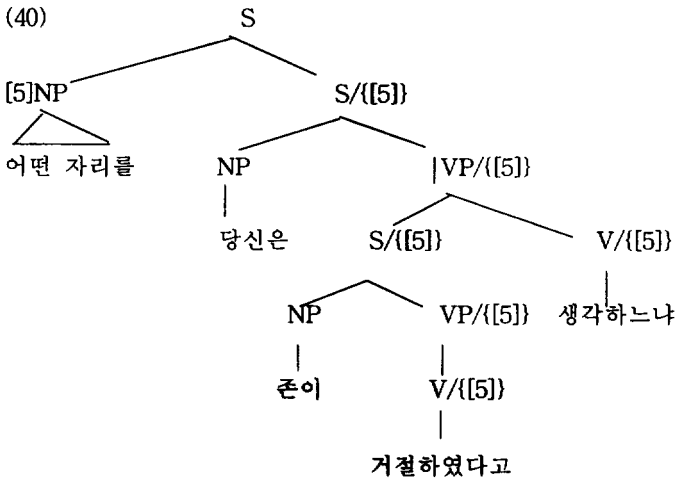 (40) S
[5]NP S/{[5]}
어떤 자리를 NP VP/{[5]}
당신은 S/{[5]} V/{[5]}
NP VP/{[5]} 생각하느냐
존이 V/{[5]}
거절하였다고